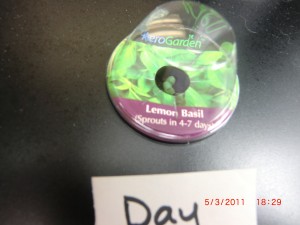 AeroGarden
Lemon Basil
(Sprouts in 4-7 days)
Day
5/3/2011 18:29